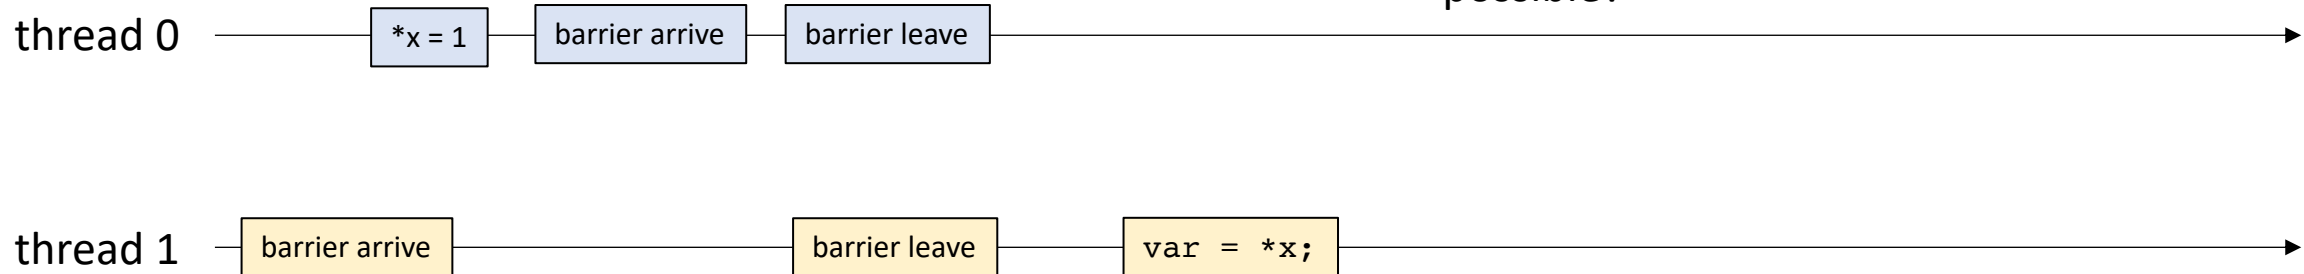 thread 0
*x = 1
barrier arrive
barrier leave
thread 1
barrier arrive
barrier leave
var = *x;